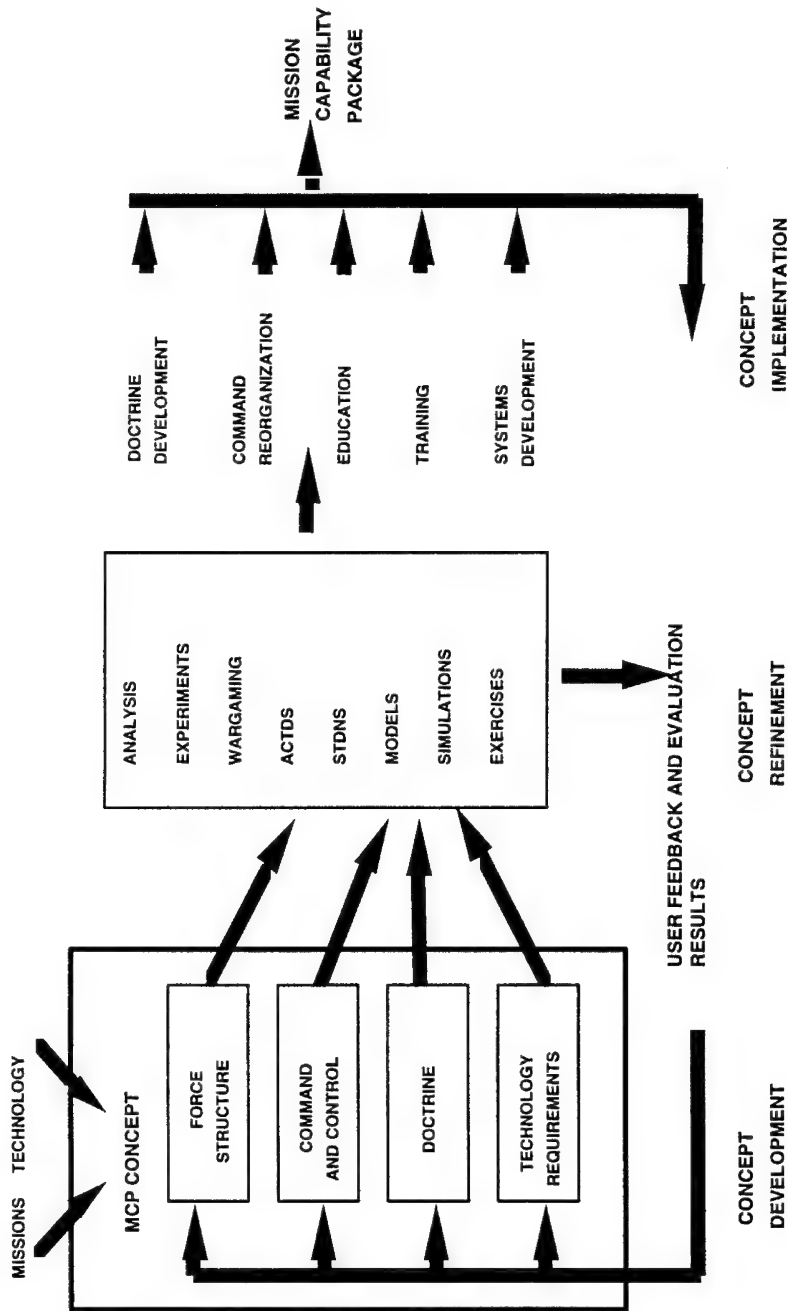 MISSIONS
TECHNOLOGY
MCP CONCEPT
FORCE
STRUCTURE
COMMAND
AND CONTROL
DOCTRINE
TECHNOLOGY
REQUIREMENTS
CONCEPT
DEVELOPMENT
ANALYSIS
EXPERIMENTS
WARGAMING
ACTDS
STDNS
MODELS
SIMULATIONS
EXERCISES
USER FEEDBACK AND EVALUATION
RESULTS
CONCEPT
REFINEMENT
DOCTRINE
DEVELOPMENT
COMMAND
REORGANIZATION
EDUCATION
TRAINING
SYSTEMS
DEVELOPMENT
MISSION
CAPABILITY
PACKAGE
CONCEPT
IMPLEMENTATION